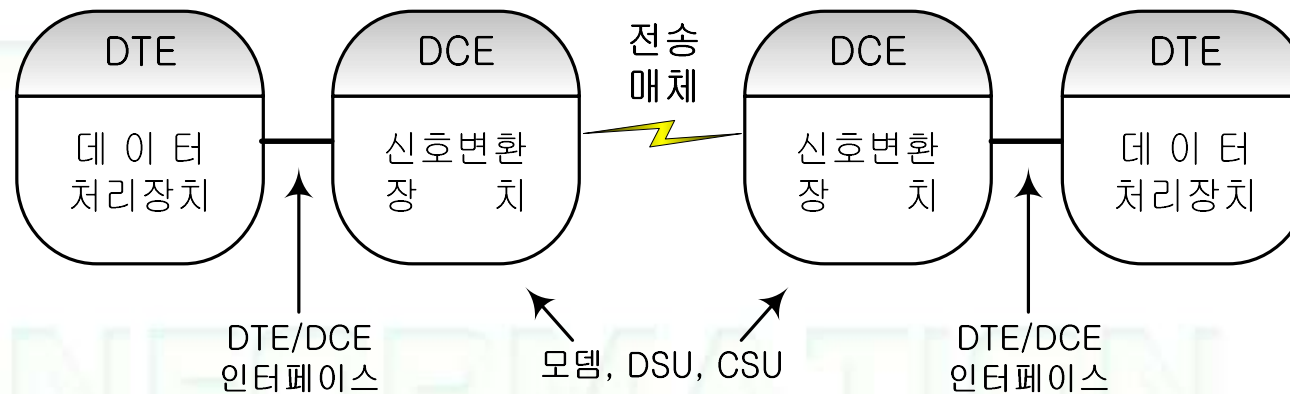 DTE
데 이 터
처리장치
DCE
신호변환
장 치
전송
매체
DCE
신호변환
장 치
DTE
데 이 터
처리장치
DTE/DCE
인터페이스
모뎀, DSU, CSU
DTE/DCE
인터페이스